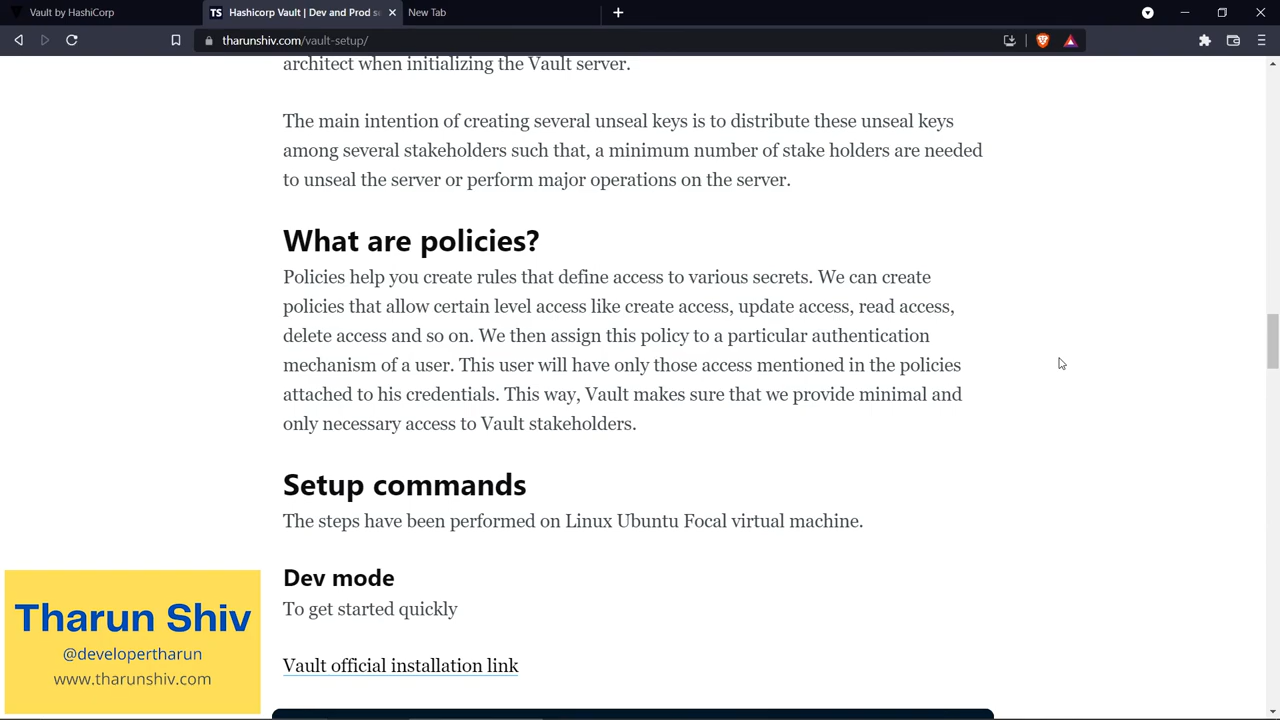 Vault by HashiCorp
TS Hashicorp Vault | Dev and Prod s
New Tab
tharunshiv.com/vault-setup/
architect when initializing the Vault server.
The main intention of creating several unseal keys is to distribute these unseal keys
among several stakeholders such that, a minimum number of stake holders are needed
to unseal the server or perform major operations on the server.
What are policies?
Policies help you create rules that define access to various secrets. We can create
policies that allow certain level access like create access, update access, read access,
delete access and so on. We then assign this policy to a particular authentication
mechanism of a user. This user will have only those access mentioned in the policies
attached to his credentials. This way, Vault makes sure that we provide minimal and
only necessary access to Vault stakeholders.
Setup commands
The steps have been performed on Linux Ubuntu Focal virtual machine.
Dev mode
To get started quickly
Vault official installation link
Tharun Shiv
@developertharun
www.tharunshiv.com